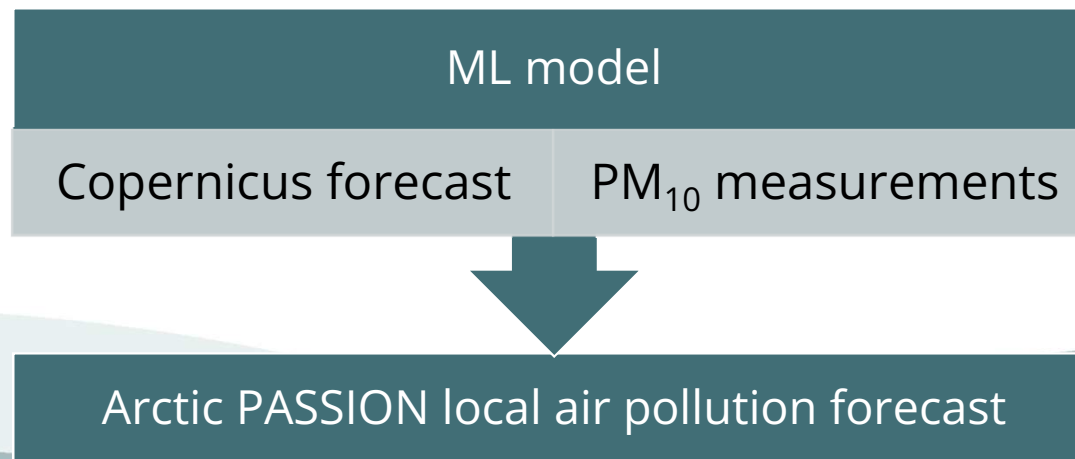 ML model
Copernicus forecast
PM₁₀ measurements
Arctic PASSION local air pollution forecast